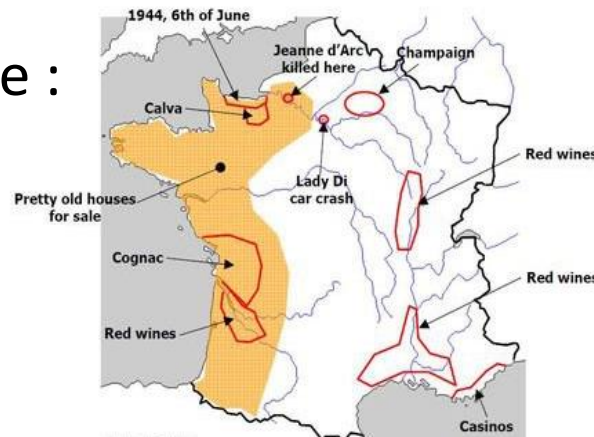 1944, 6th of June
e :
Jeanne d'Arc
killed here
Champaign
Calva
Red wines
Lady Di
car crash
Pretty old houses
for sale
Cognac
Red wines
Red wines
Casinos